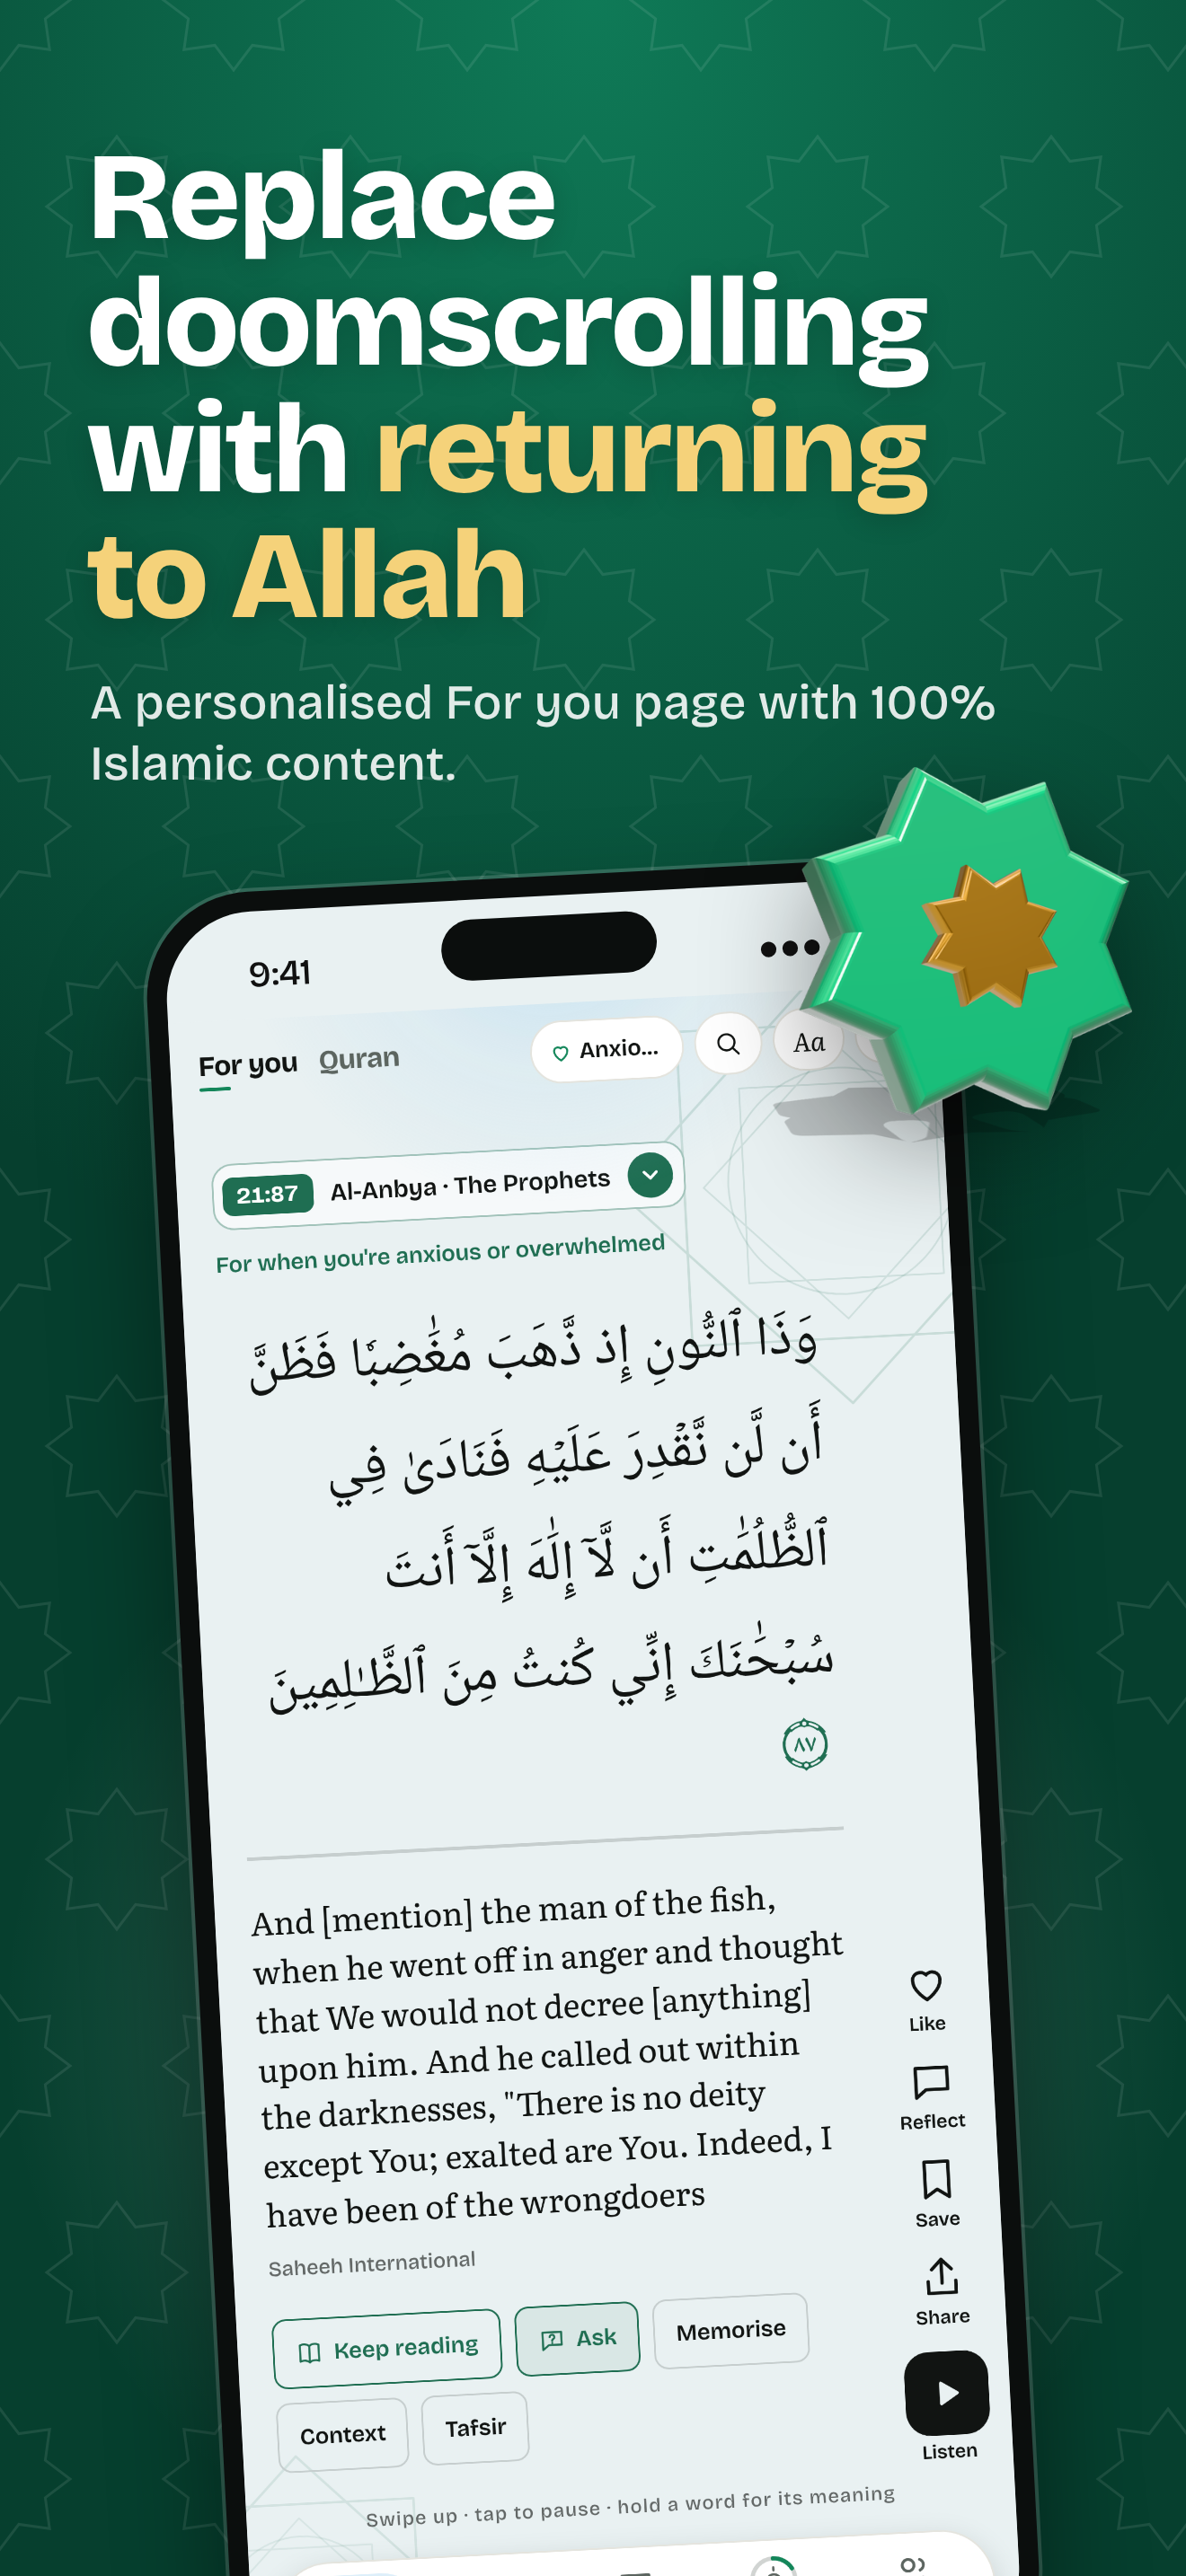 Replace
doomscrolling
with returning
to Allah
A personalised For you page with 100%
Islamic content.
9:41
For you Quran Anxio... Aa
21:87 Al-Anbya · The Prophets
For when you're anxious or overwhelmed
وَذَا ٱلنُّونِ إِذ ذَّهَبَ مُغَٰضِبٗا فَظَنَّ
أَن لَّن نَّقۡدِرَ عَلَيۡهِ فَنَادَىٰ فِي
ٱلظُّلُمَٰتِ أَن لَّآ إِلَٰهَ إِلَّآ أَنتَ
سُبۡحَٰنَكَ إِنِّي كُنتُ مِنَ ٱلظَّـٰلِمِينَ
٨٧
And [mention] the man of the fish,
when he went off in anger and thought
that We would not decree [anything]
upon him. And he called out within
the darknesses, "There is no deity
except You; exalted are You. Indeed, I
have been of the wrongdoers
Saheeh International
Like
Reflect
Save
Share
Listen
Keep reading Ask Memorise
Context Tafsir
Swipe up · tap to pause · hold a word for its meaning